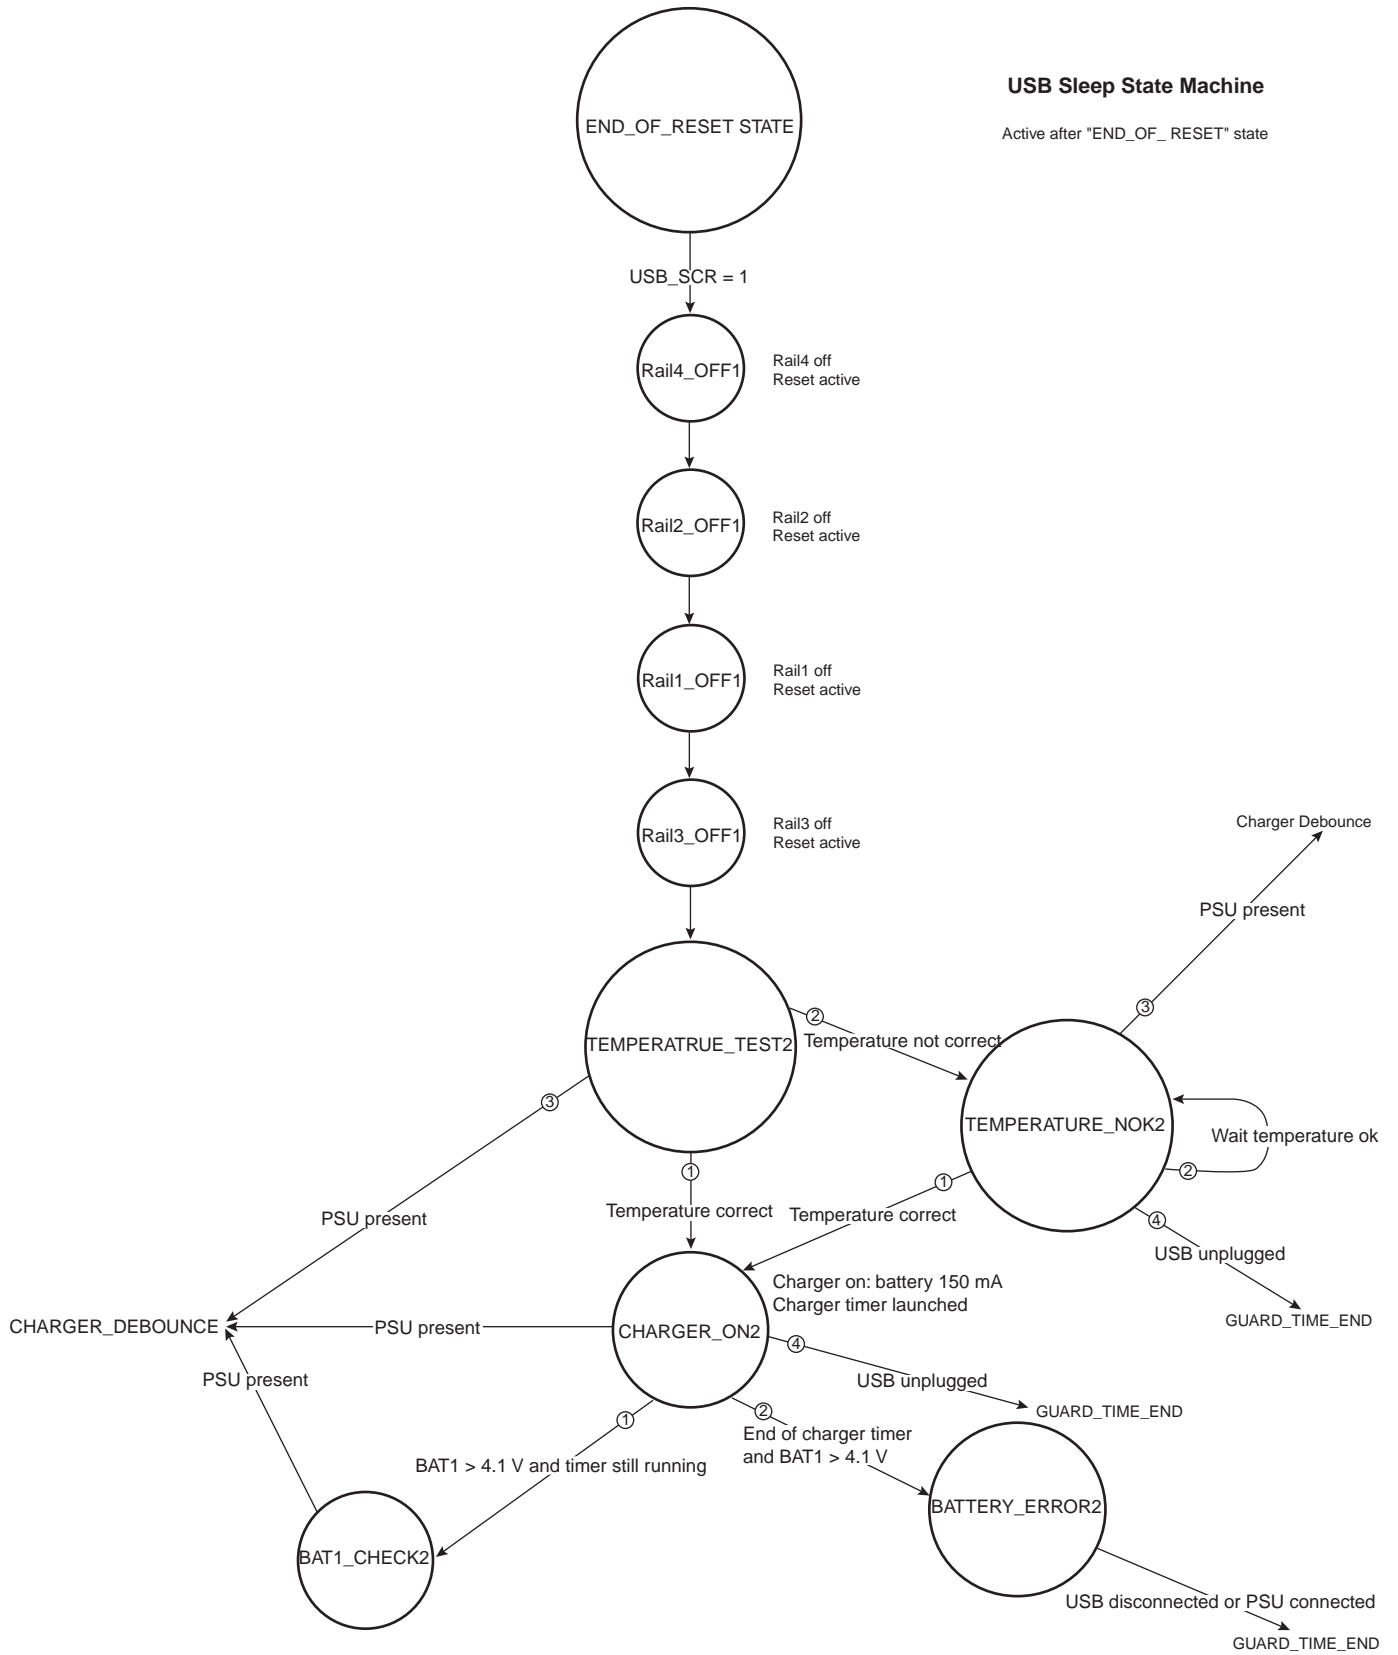 USB Sleep State Machine
Active after "END_OF_ RESET" state
END_OF_RESET STATE
USB_SCR = 1
Rail4_OFF1
Rail4 off
Reset active
Rail2_OFF1
Rail2 off
Reset active
Rail1_OFF1
Rail1 off
Reset active
Rail3_OFF1
Rail3 off
Reset active
Charger Debounce
PSU present
3
2
TEMPERATRUE_TEST2
Temperature not correct
3
TEMPERATURE_NOK2
Wait temperature ok
1
1
2
PSU present
Temperature correct
Temperature correct
4
USB unplugged
Charger on: battery 150 mA
Charger timer launched
GUARD_TIME_END
CHARGER_DEBOUNCE
PSU present
CHARGER_ON2
4
PSU present
USB unplugged
GUARD_TIME_END
1
2
End of charger timer
and BAT1 > 4.1 V
BAT1 > 4.1 V and timer still running
BATTERY_ERROR2
BAT1_CHECK2
USB disconnected or PSU connected
GUARD_TIME_END